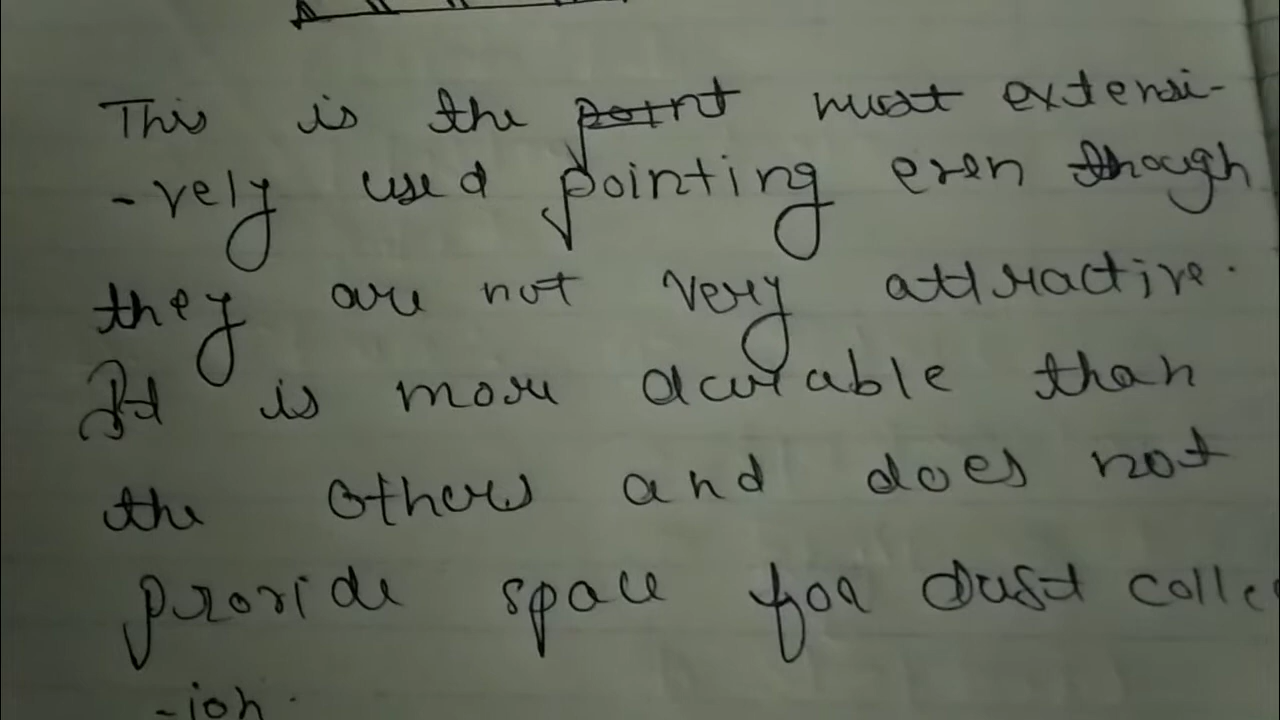 This is the point most extensi-
-vely used pointing even though
they are not very attractive.
It is more durable than
the others and does not
provide space for dust colle
-ion.